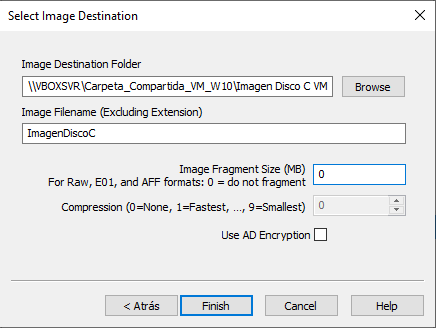 Select Image Destination
Image Destination Folder
\\VBOXSVR\Carpeta_Compartida_VM_W10\Imagen Disco C VM
Browse
Image Filename (Excluding Extension)
ImagenDiscoC
Image Fragment Size (MB)
0
For Raw, E01, and AFF formats: 0 = do not fragment
Compression (0=None, 1=Fastest, ..., 9=Smallest)
0
Use AD Encryption
< Atrás
Finish
Cancel
Help